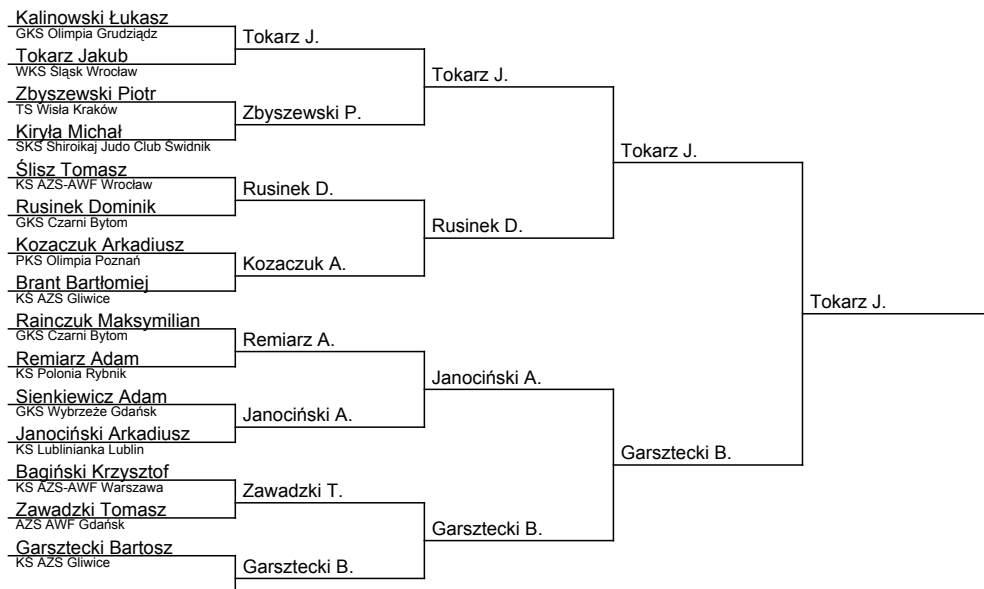 Kalinowski Łukasz
GKS Olimpia Grudziądz
Tokarz Jakub
WKS Śląsk Wrocław
Zbyszewski Piotr
TS Wisła Kraków
Kiryła Michał
SKS Shiroikaj Judo Club Świdnik
Ślisz Tomasz
KS AZS-AWF Wrocław
Rusinek Dominik
GKS Czarni Bytom
Kozaczuk Arkadiusz
PKS Olimpia Poznań
Brant Bartłomiej
KS AZS Gliwice
Rainczuk Maksymilian
GKS Czarni Bytom
Remiarz Adam
KS Polonia Rybnik
Sienkiewicz Adam
GKS Wybrzeże Gdańsk
Janociński Arkadiusz
KS Lublinianka Lublin
Bagiński Krzysztof
KS AZS-AWF Warszawa
Zawadzki Tomasz
AZS AWF Gdańsk
Garsztecki Bartosz
KS AZS Gliwice
Tokarz J.
Zbyszewski P.
Rusinek D.
Kozaczuk A.
Remiarz A.
Janociński A.
Zawadzki T.
Garsztecki B.
Tokarz J.
Rusinek D.
Janociński A.
Garsztecki B.
Tokarz J.
Garsztecki B.
Tokarz J.